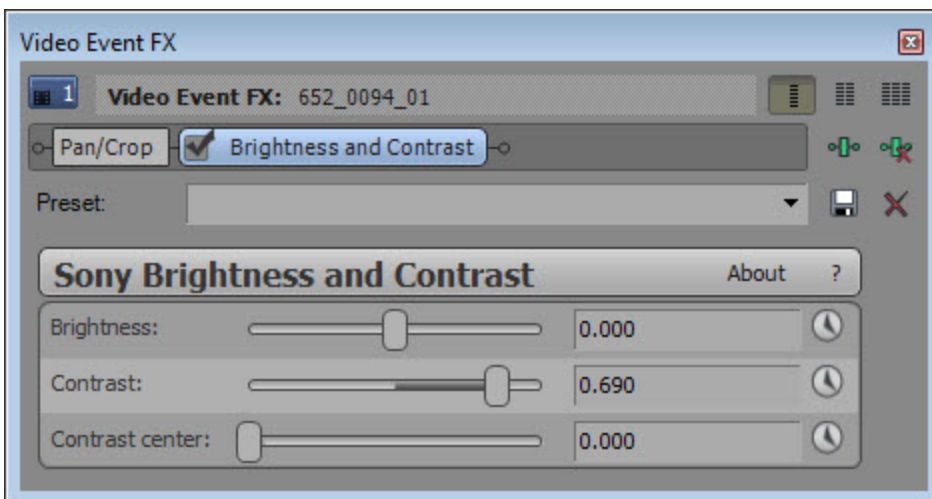 Video Event FX
1 Video Event FX: 652_0094_01
Pan/Crop Brightness and Contrast
Preset:
Sony Brightness and Contrast About ?
Brightness: 0.000
Contrast: 0.690
Contrast center: 0.000